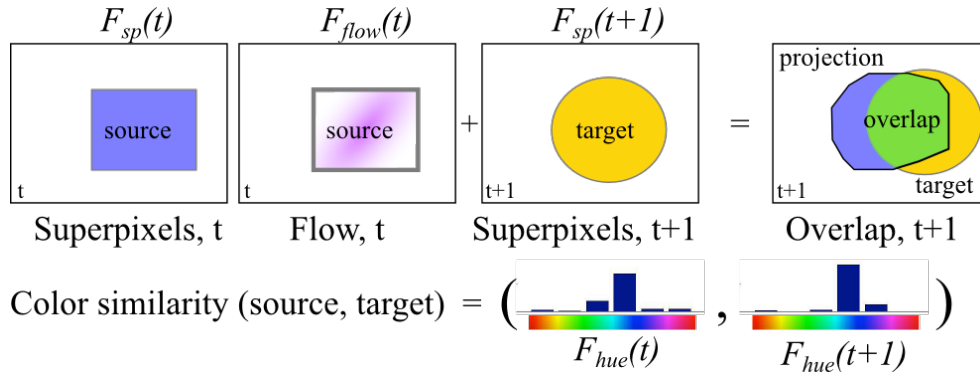 F_sp(t) F_flow(t) F_sp(t+1)
source source + target = projection
overlap
target
t t t+1 t+1
Superpixels, t Flow, t Superpixels, t+1 Overlap, t+1
Color similarity (source, target) = ( , )
F_hue(t) F_hue(t+1)